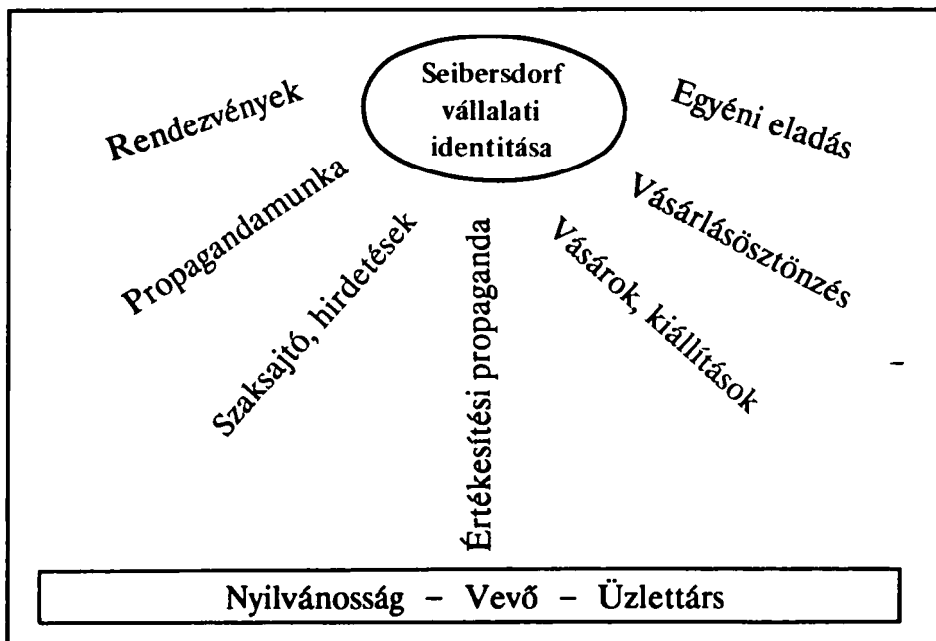 Seibersdorf
vállalati
identitása
Rendezvények
Propagandamunka
Szaksajtó, hirdetések
Értékesítési propaganda
Vásárok, kiállítások
Vásárlásösztönzés
Egyéni eladás
Nyilvánosság – Vevő – Üzlettárs